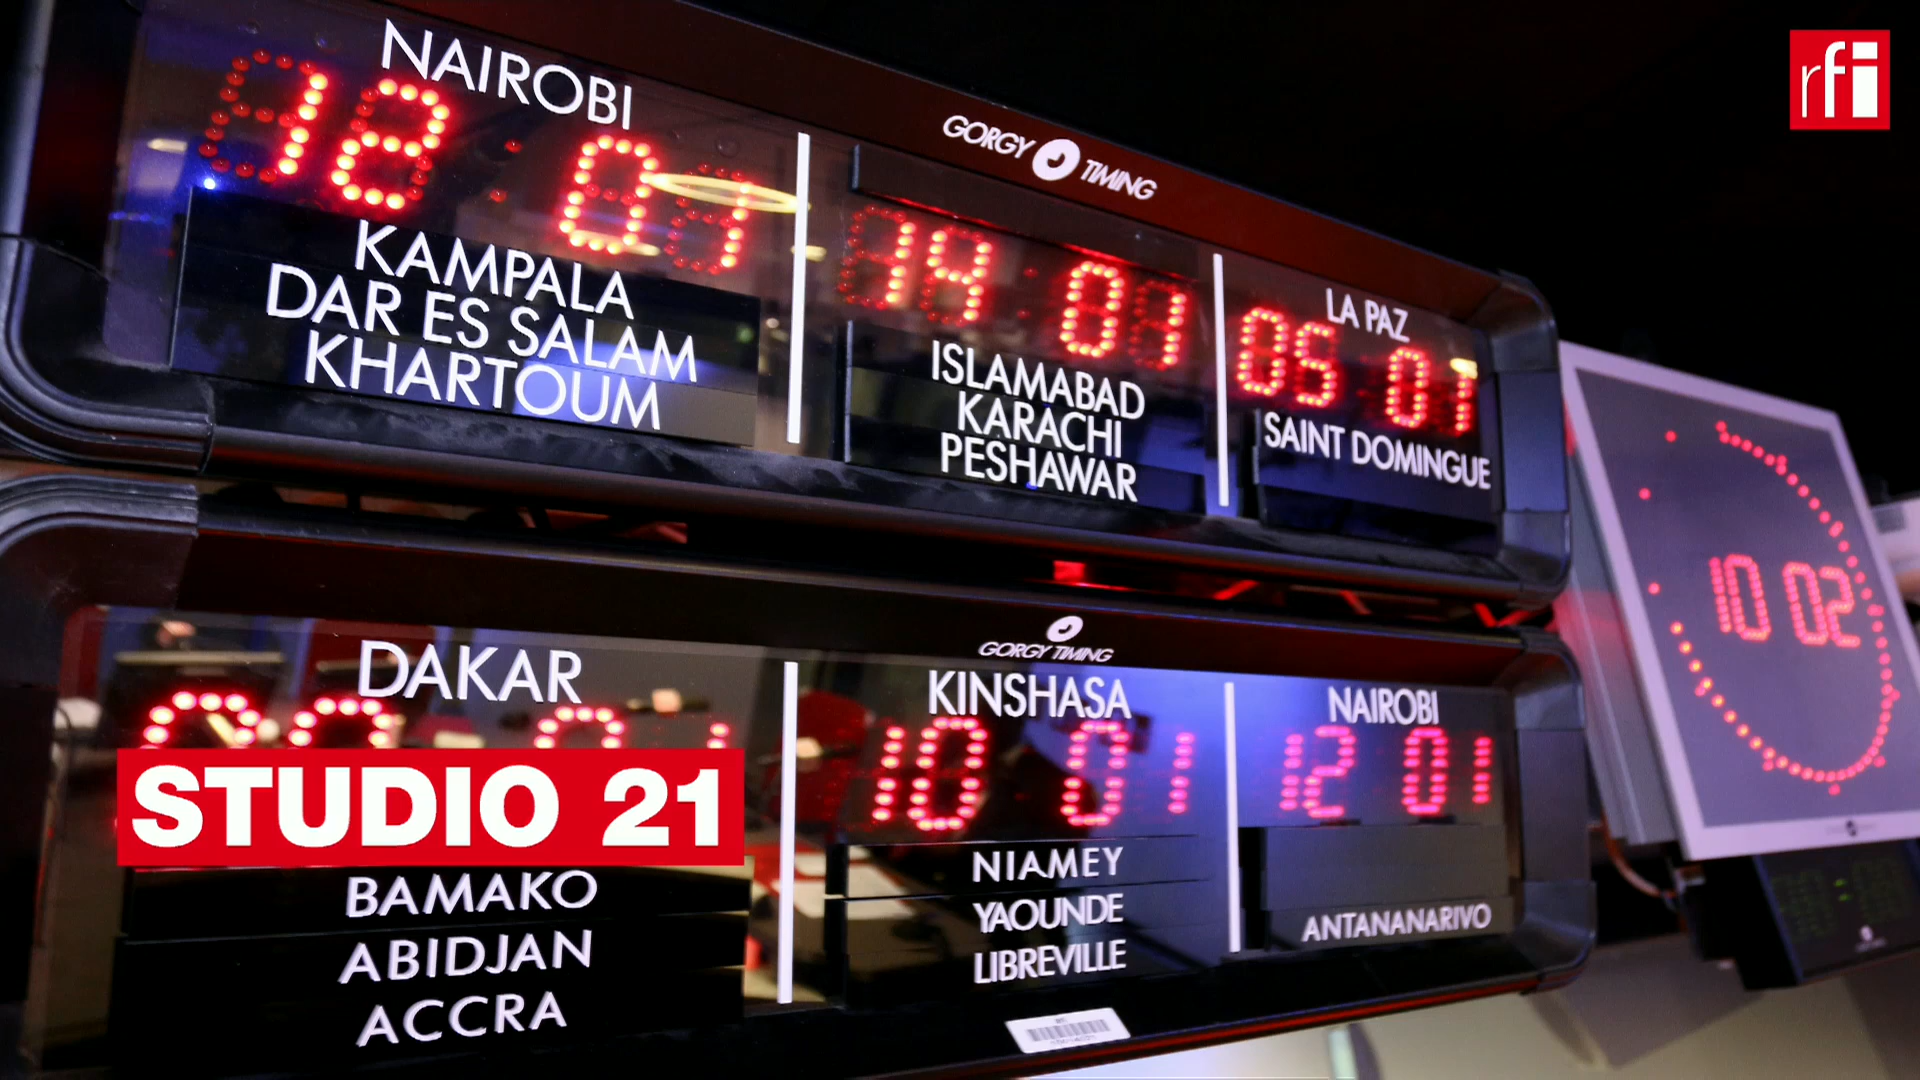 rfi
NAIROBI
GORGY TIMING
12:01
KAMPALA
DAR ES SALAM
KHARTOUM
14:01
ISLAMABAD
KARACHI
PESHAWAR
LA PAZ
05:01
SAINT DOMINGUE
10 02
GORGY TIMING
DAKAR
STUDIO 21
BAMAKO
ABIDJAN
ACCRA
KINSHASA
10 01
NIAMEY
YAOUNDE
LIBREVILLE
NAIROBI
12 01
ANTANANARIVO